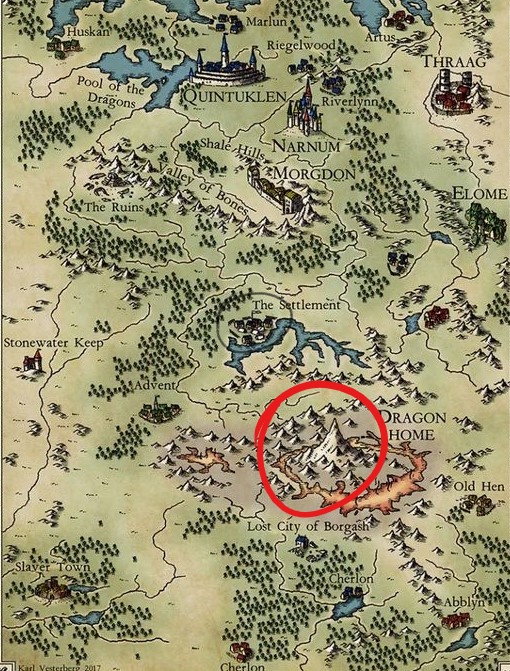 Marlun
Huskan
Artus
Riegelwood
THRAAG
Pool of the
Dragons
QUINTUKLEN
Riverlynn
NARNUM
Shale Hills
Valley of Bones
MORGDON
The Ruins
ELOME
The Settlement
Stonewater Keep
Advent
DRAGON
HOME
Old Hen
Lost City of Borgash
Slaver Town
Cherlon
Abblyn
Cherlon
Karl Vesterberg 2017